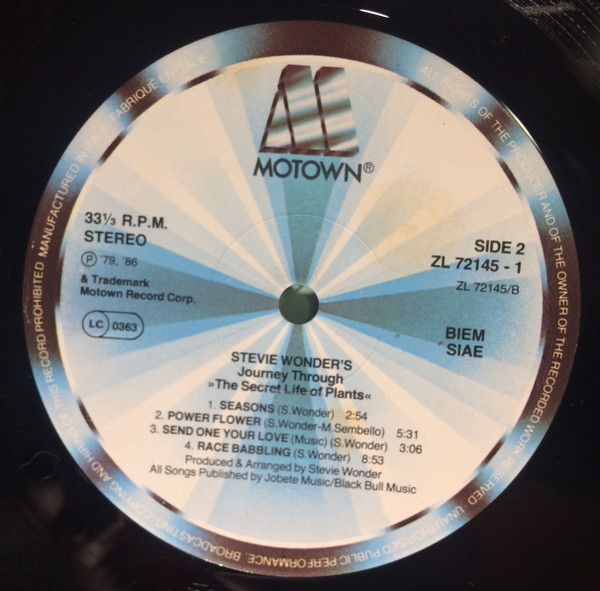 MOTOWN®
33⅓ R.P.M.
STEREO
Ⓟ '79, '86
& Trademark
Motown Record Corp.
LC 0363
SIDE 2
ZL 72145 - 1
ZL 72145/B
BIEM
SIAE
STEVIE WONDER'S
Journey Through
»The Secret Life of Plants«
1. SEASONS (S.Wonder) 2:54
2. POWER FLOWER (S.Wonder-M.Sembello) 5:31
3. SEND ONE YOUR LOVE (Music) (S.Wonder) 3:06
4. RACE BABBLING (S.Wonder) 8:53
Produced & Arranged by Stevie Wonder
All Songs Published by Jobete Music/Black Bull Music
ALL RIGHTS OF THE PRODUCER AND OF THE OWNER OF THE RECORDED WORK RESERVED · UNAUTHORISED PUBLIC PERFORMANCE, BROADCASTING, COPYING AND THIS RECORD PROHIBITED MANUFACTURED IN FABRIQUÉ EN